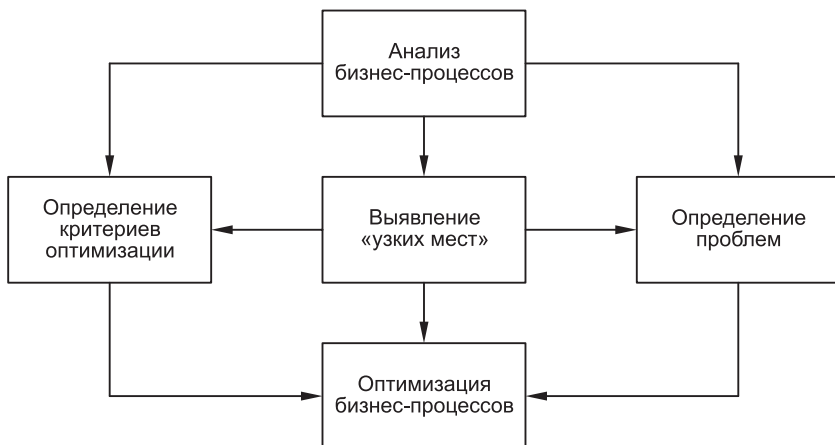 Анализ
бизнес-процессов
Определение
критериев
оптимизации
Выявление
«узких мест»
Определение
проблем
Оптимизация
бизнес-процессов